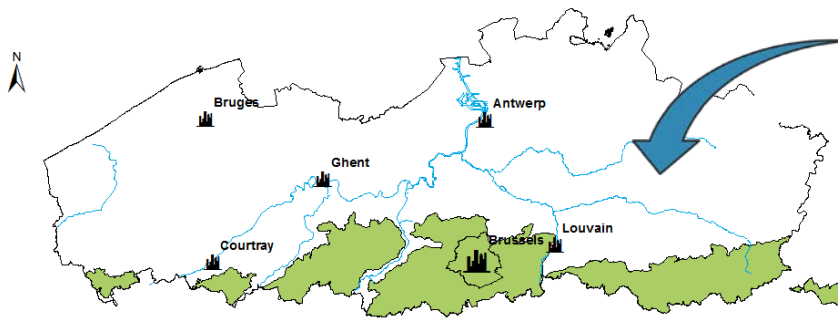 N
Bruges
Antwerp
Ghent
Courtray
Brussels
Louvain